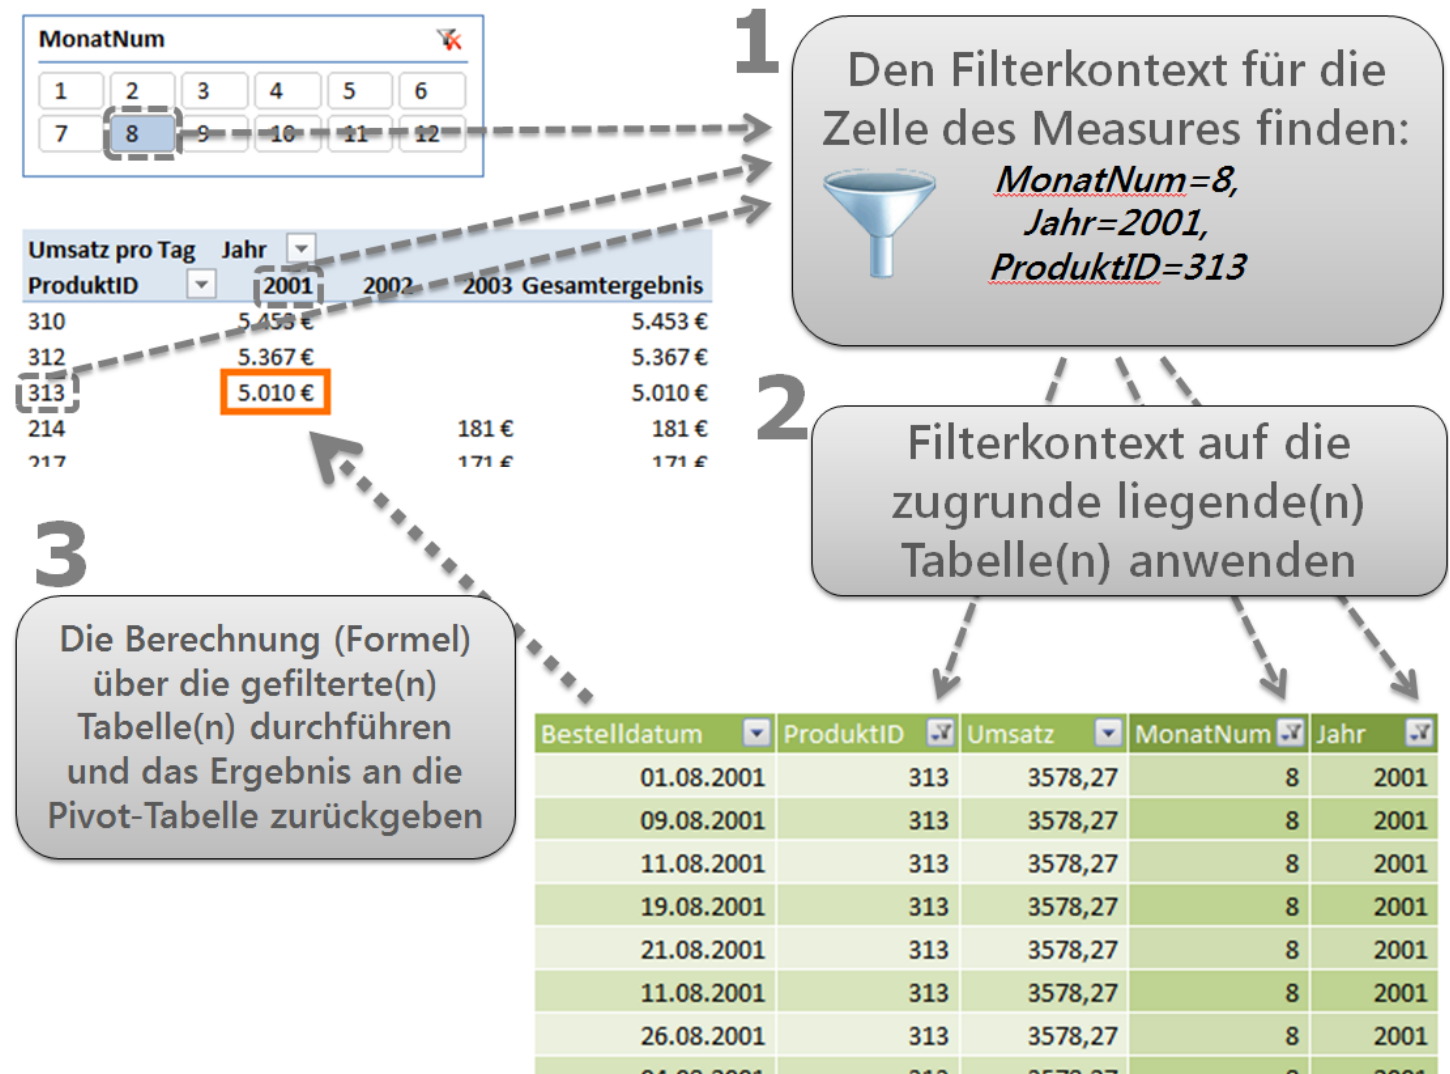 MonatNum
1 2 3 4 5 6
7 8 9 10 11 12
Umsatz pro Tag Jahr
ProduktID 2001 2002 2003 Gesamtergebnis
310 5.453 € 5.453 €
312 5.367 € 5.367 €
313 5.010 € 5.010 €
214 181 € 181 €
217 171 € 171 €
1
Den Filterkontext für die
Zelle des Measures finden:
MonatNum=8,
Jahr=2001,
ProduktID=313
2
Filterkontext auf die
zugrunde liegende(n)
Tabelle(n) anwenden
3
Die Berechnung (Formel)
über die gefilterte(n)
Tabelle(n) durchführen
und das Ergebnis an die
Pivot-Tabelle zurückgeben
Bestelldatum ProduktID Umsatz MonatNum Jahr
01.08.2001 313 3578,27 8 2001
09.08.2001 313 3578,27 8 2001
11.08.2001 313 3578,27 8 2001
19.08.2001 313 3578,27 8 2001
21.08.2001 313 3578,27 8 2001
11.08.2001 313 3578,27 8 2001
26.08.2001 313 3578,27 8 2001